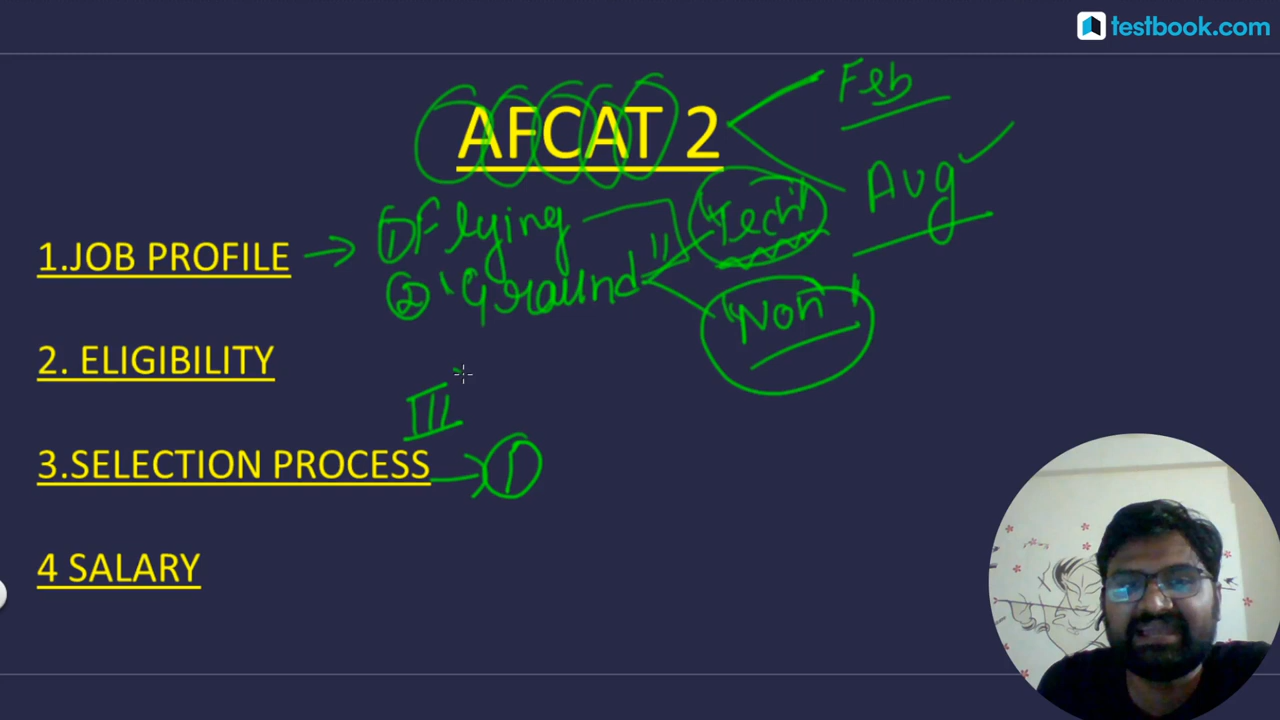 testbook.com
AFCAT 2
Feb
Aug
1.JOB PROFILE → ① Flying
② "Ground"
"Tech"
"Non"
2. ELIGIBILITY
III
3.SELECTION PROCESS → ①
4 SALARY